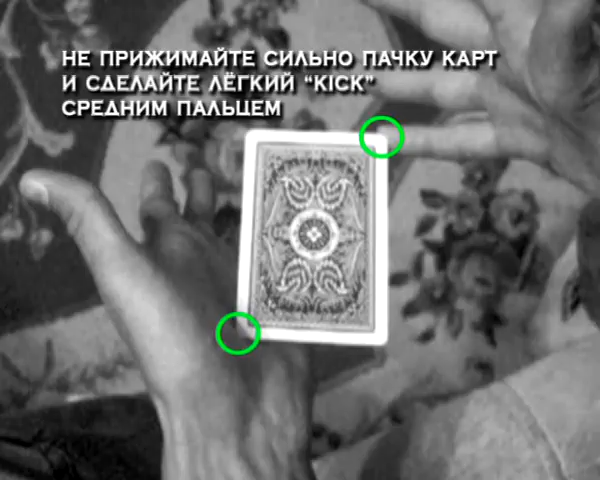 НЕ ПРИЖИМАЙТЕ СИЛЬНО ПАЧКУ КАРТ
И СДЕЛАЙТЕ ЛЁГКИЙ “KICK”
СРЕДНИМ ПАЛЬЦЕМ